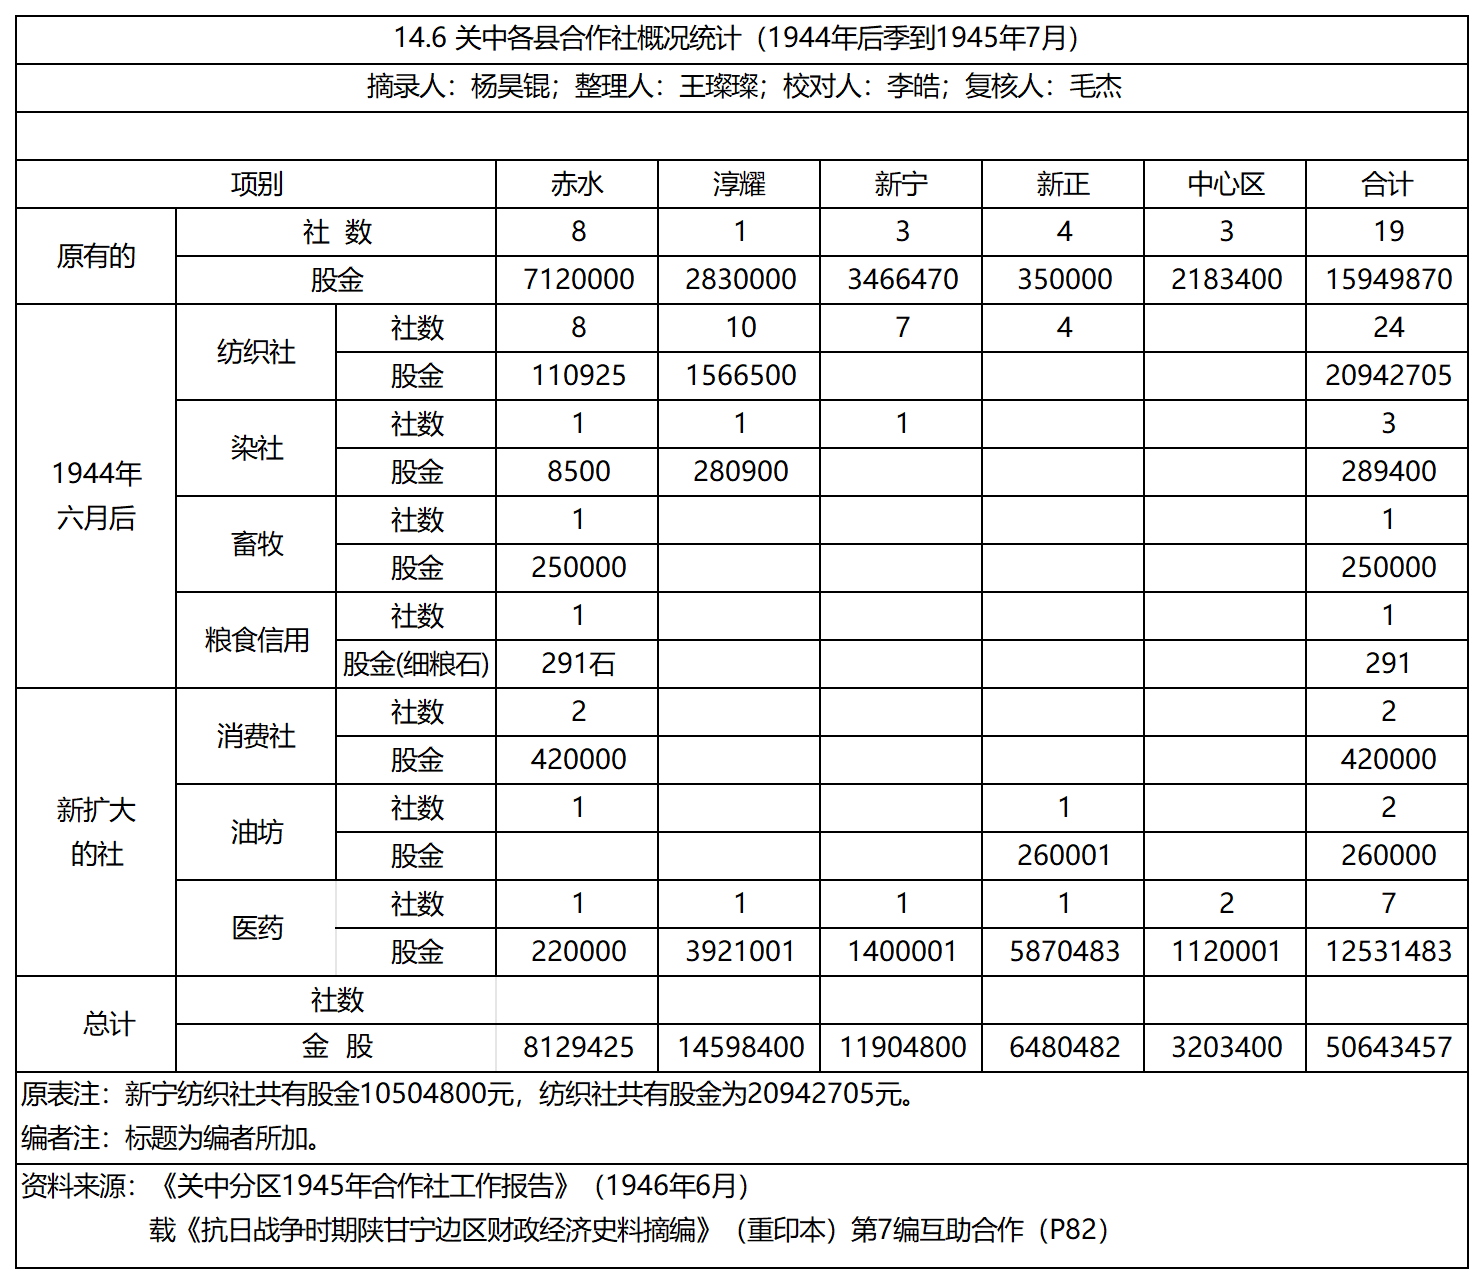 14.6 关中各县合作社概况统计（1944年后季到1945年7月）
摘录人：杨昊锟；整理人：王璨璨；校对人：李皓；复核人：毛杰
项别 赤水 淳耀 新宁 新正 中心区 合计
原有的 社 数 8 1 3 4 3 19
股金 7120000 2830000 3466470 350000 2183400 15949870
1944年六月后 纺织社 社数 8 10 7 4 24
股金 110925 1566500 20942705
染社 社数 1 1 1 3
股金 8500 280900 289400
畜牧 社数 1 1
股金 250000 250000
粮食信用 社数 1 1
股金(细粮石) 291石 291
新扩大的社 消费社 社数 2 2
股金 420000 420000
油坊 社数 1 1 2
股金 260001 260000
医药 社数 1 1 1 1 2 7
股金 220000 3921001 1400001 5870483 1120001 12531483
总计 社数
金 股 8129425 14598400 11904800 6480482 3203400 50643457
原表注：新宁纺织社共有股金10504800元，纺织社共有股金为20942705元。
编者注：标题为编者所加。
资料来源：《关中分区1945年合作社工作报告》（1946年6月）
载《抗日战争时期陕甘宁边区财政经济史料摘编》（重印本）第7编互助合作（P82）